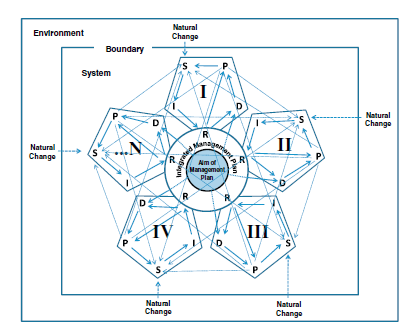 Natural
Change
Environment
Boundary
System
S P
I
I D
R
P D
S
...N
I
R
I S
II
P
D
R
Natural
Change
Natural
Change
Integrated Management Plan
Aim of
Management
Plan
R
D
IV
P
S
R
I
III
D
S
P
Natural
Change
Natural
Change